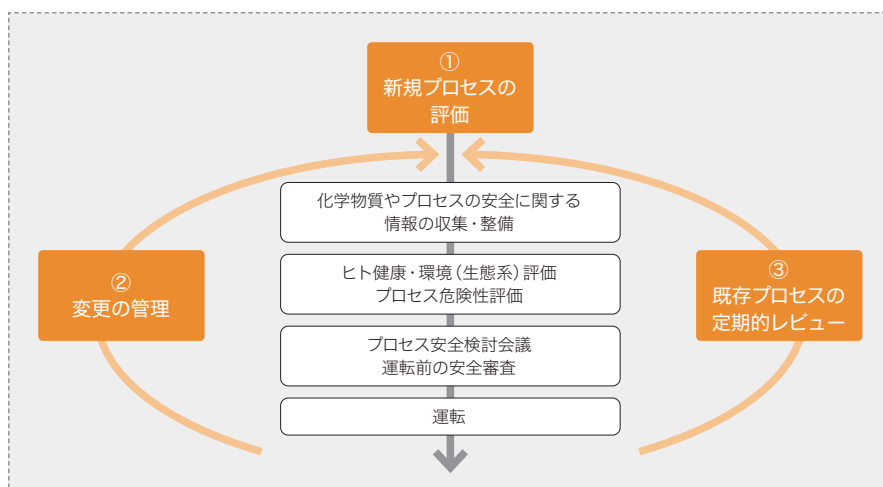 ①
新規プロセスの
評価
化学物質やプロセスの安全に関する
情報の収集・整備
②
変更の管理
ヒト健康・環境(生態系)評価
プロセス危険性評価
③
既存プロセスの
定期的レビュー
プロセス安全検討会議
運転前の安全審査
運転